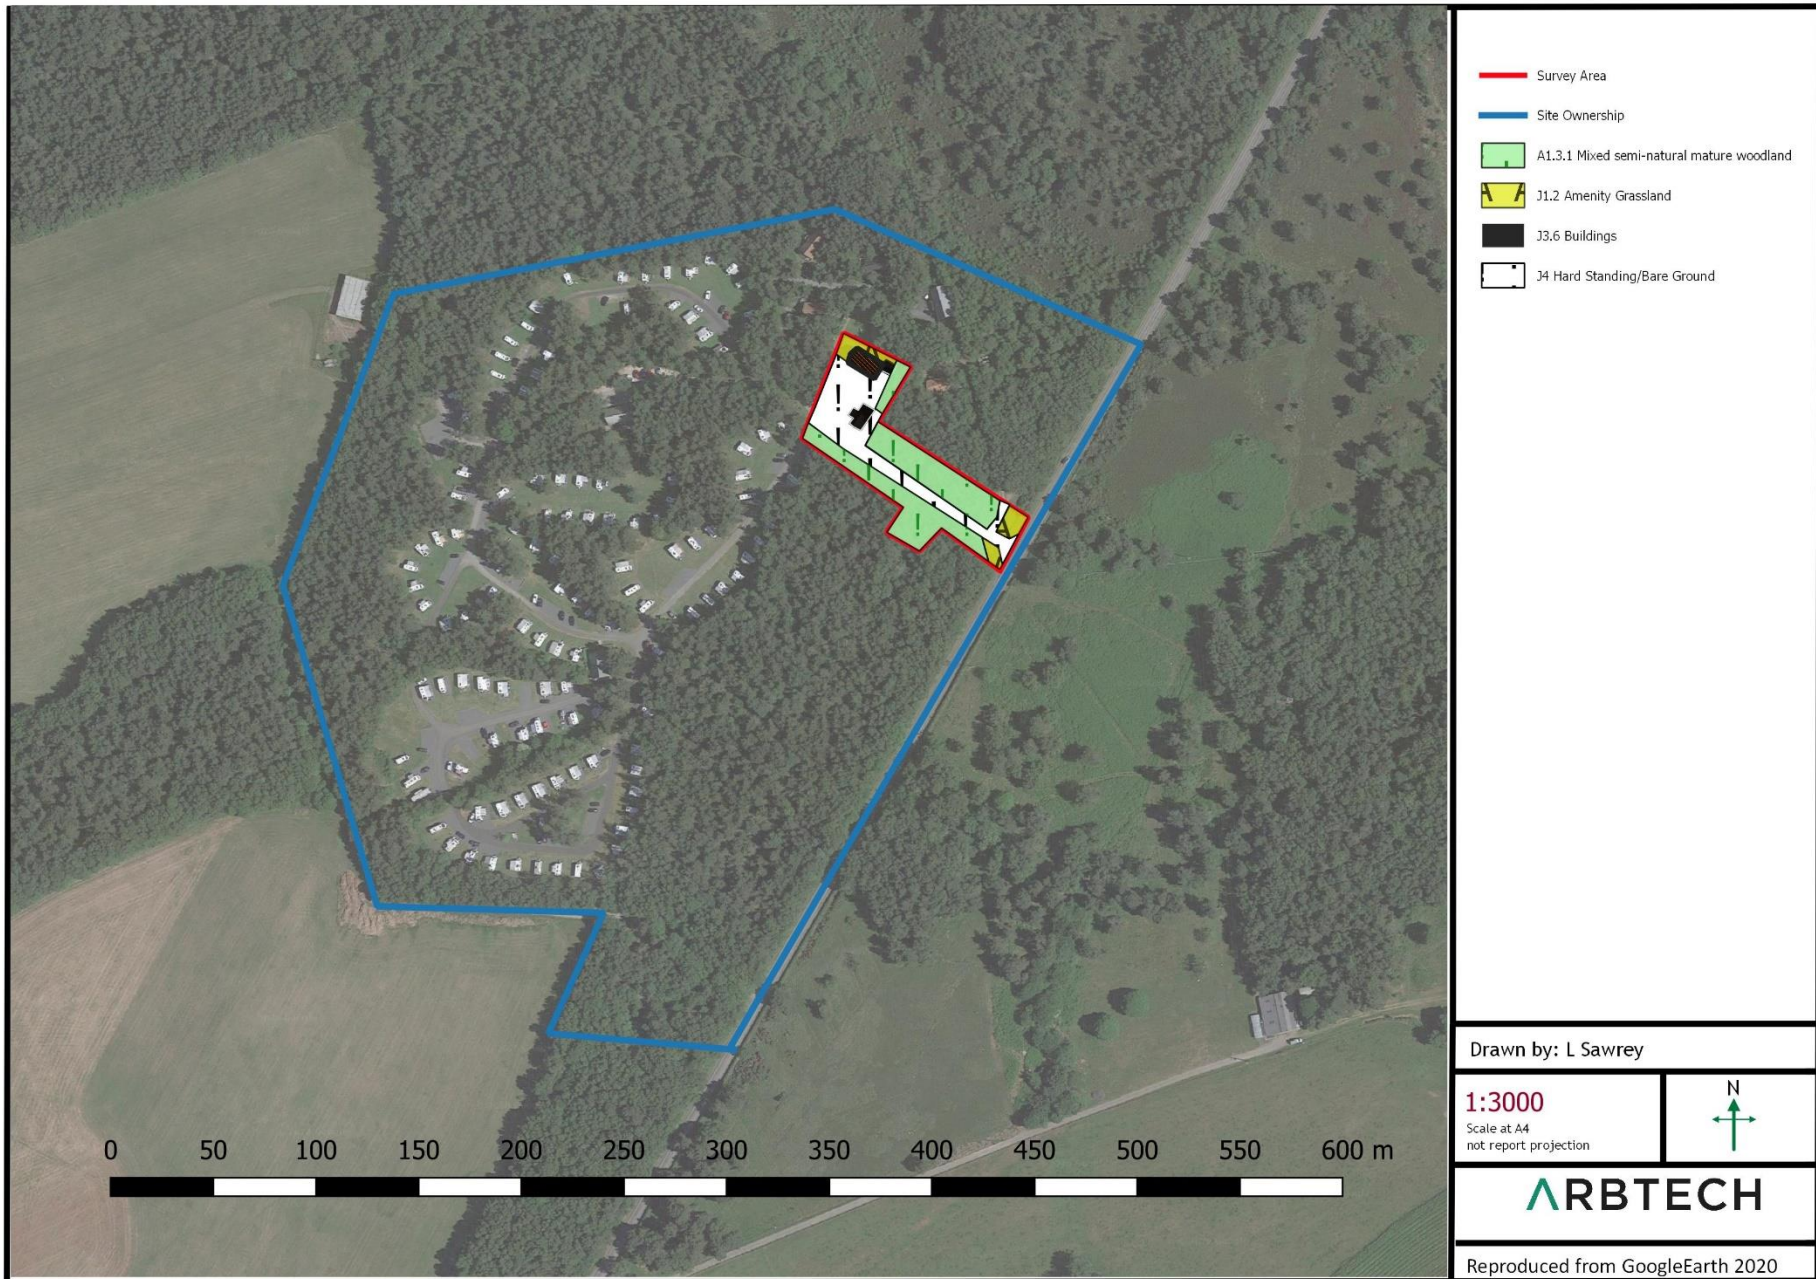 Survey Area
Site Ownership
A1.3.1 Mixed semi-natural mature woodland
J1.2 Amenity Grassland
J3.6 Buildings
J4 Hard Standing/Bare Ground
0 50 100 150 200 250 300 350 400 450 500 550 600 m
Drawn by: L Sawrey
1:3000
Scale at A4
not report projection
N
ARBTECH
Reproduced from GoogleEarth 2020